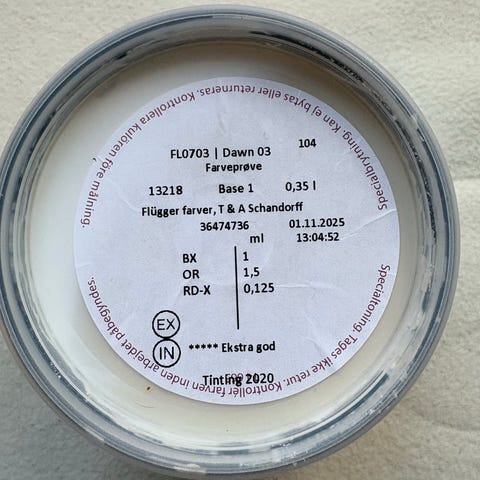 Specialbrytning. Kan ej bytas eller returneras. Kontrollera kulören före målning.
FL0703 | Dawn 03
104
Farveprøve
13218 Base 1 0,35 l
Flügger farver, T & A Schandorff
36474736 01.11.2025
ml 13:04:52
BX 1
OR 1,5
RD-X 0,125
EX
IN
***** Ekstra god
Tinting 2020
Specialtoning. Tages ikke retur. Kontrollér farven inden arbejdet påbegyndes.